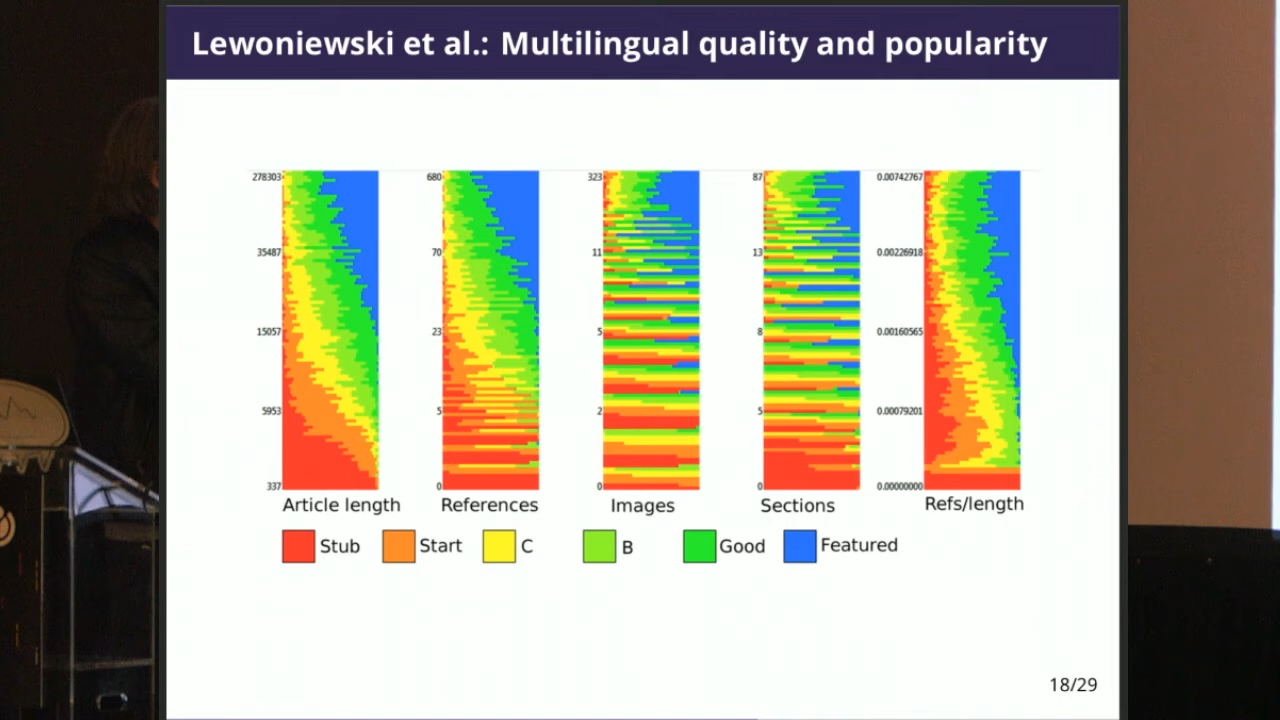 Lewoniewski et al.: Multilingual quality and popularity
278303 680 323 87 0.00742767
35487 70 11 13 0.00226918
15057 23 5 8 0.00160565
5953 5 2 5 0.00079201
337 0 0 0 0.00000000
Article length References Images Sections Refs/length
Stub Start C B Good Featured
18/29